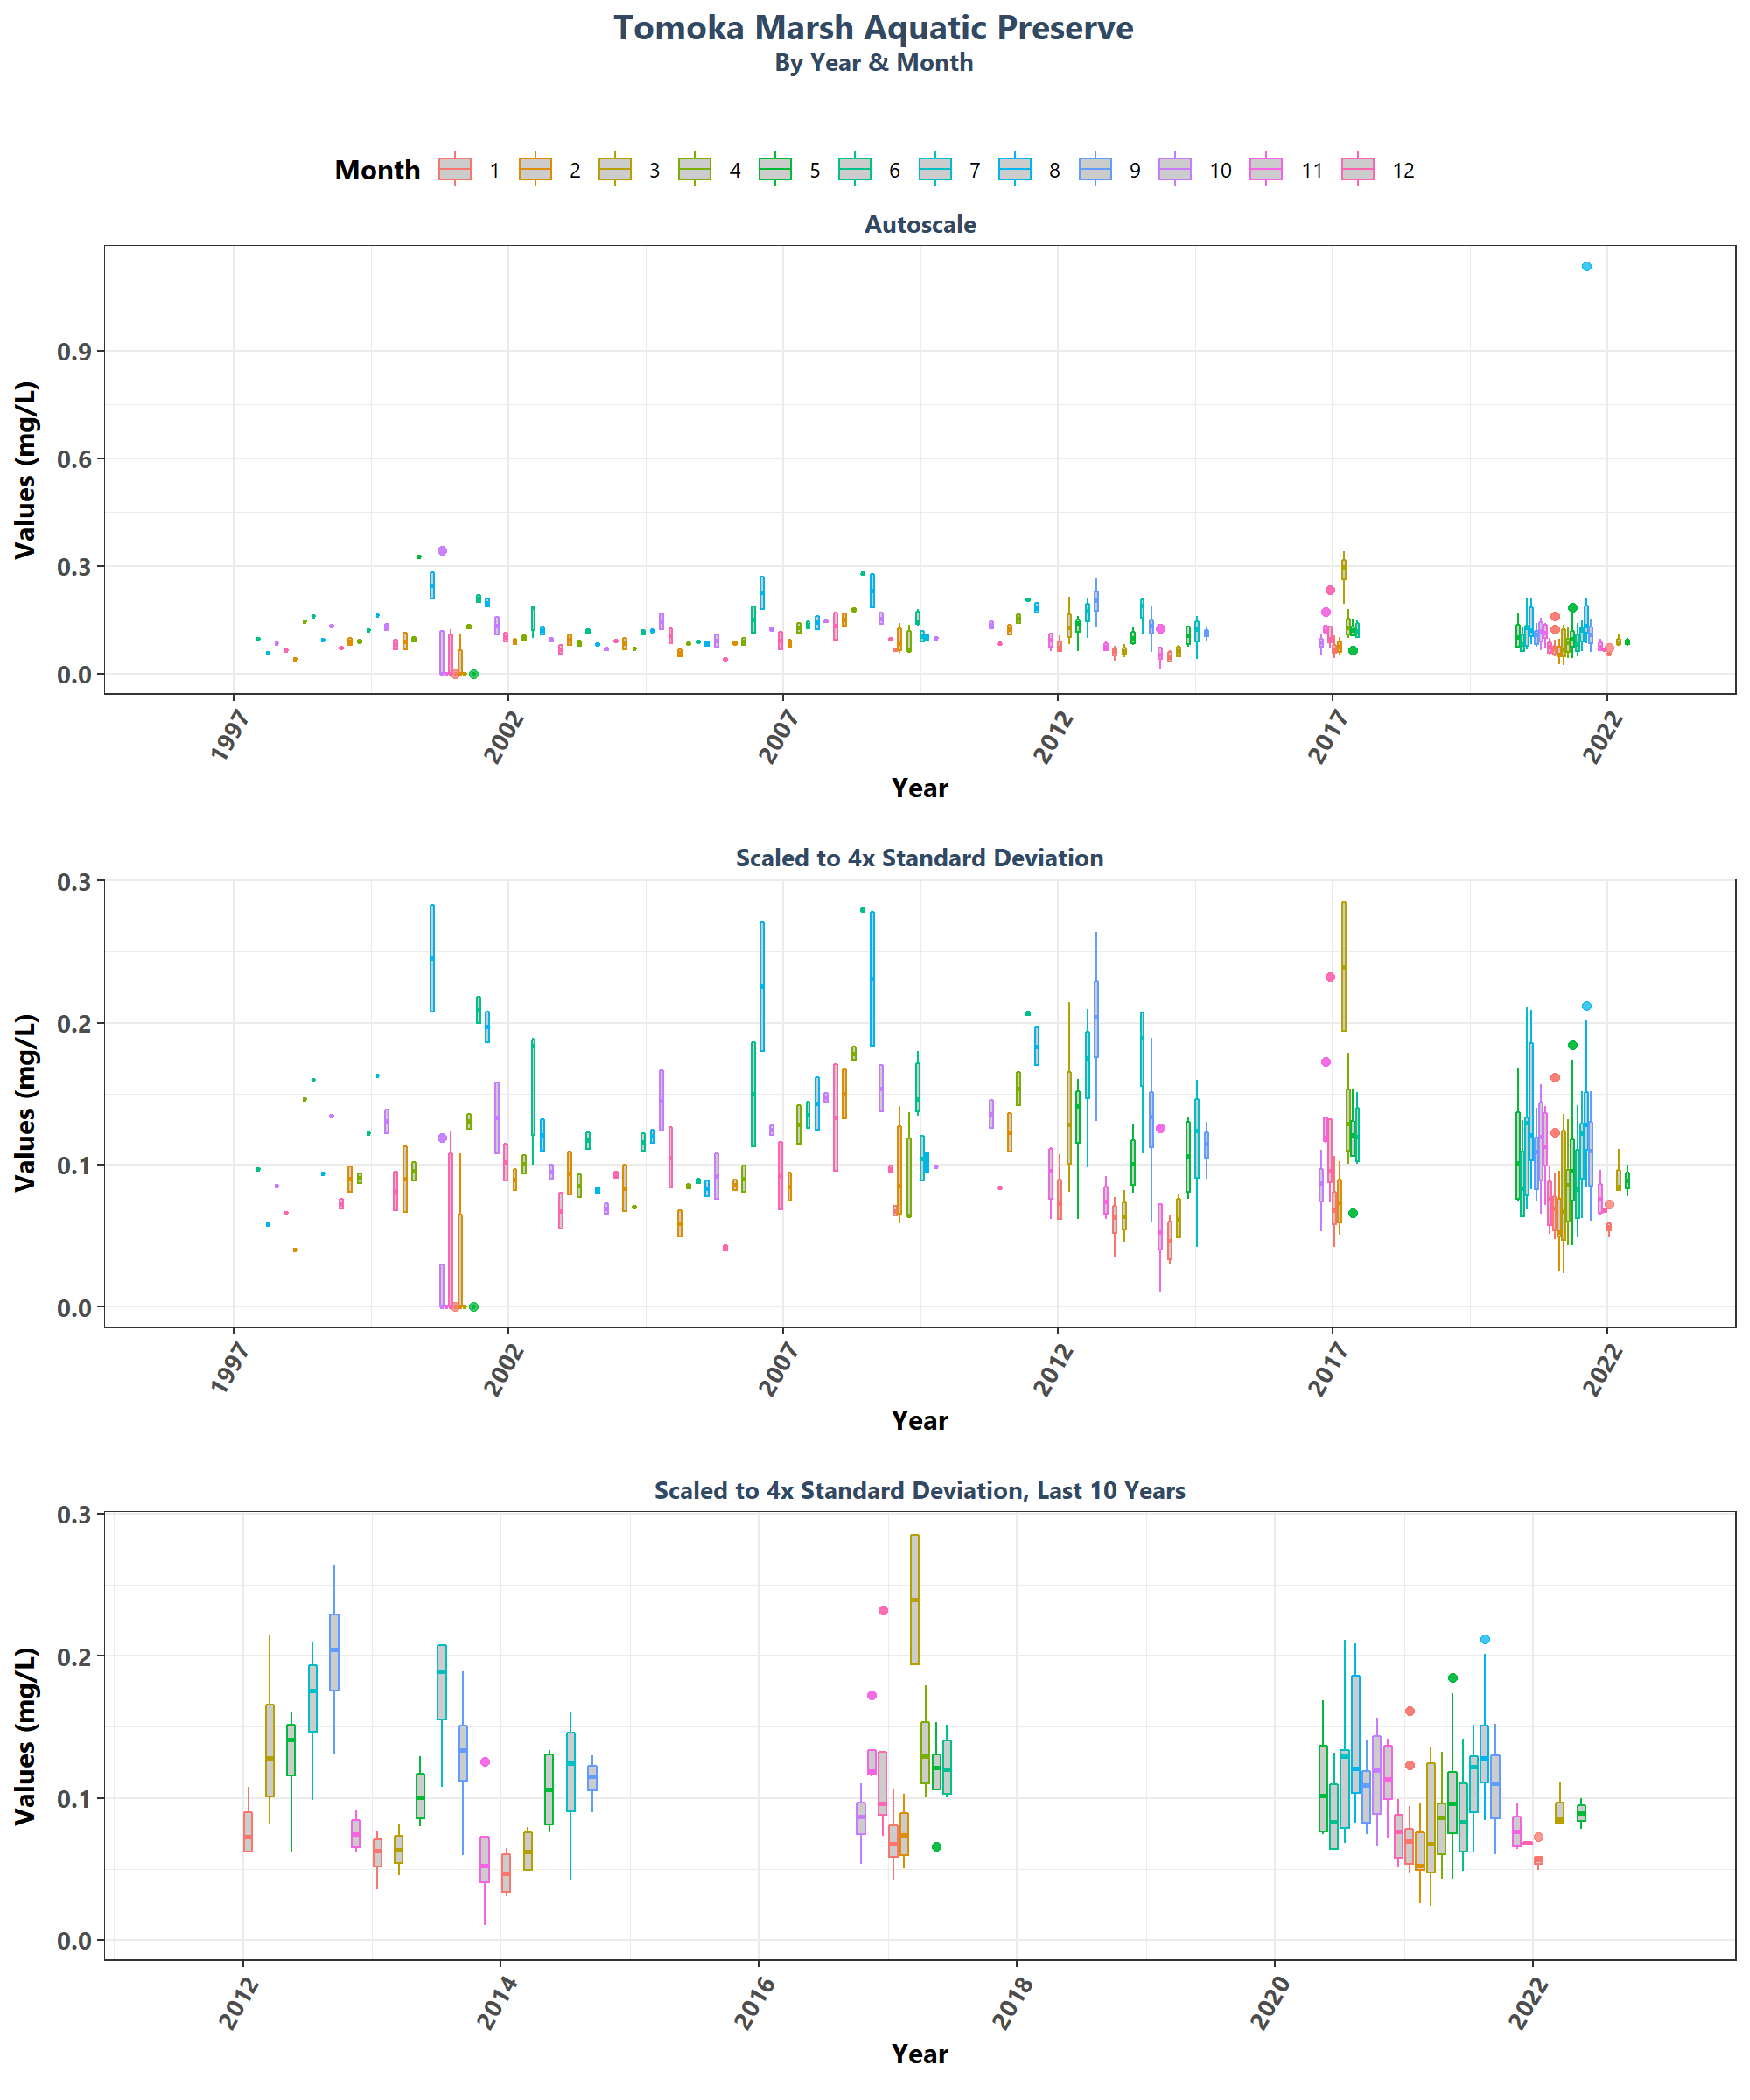 Tomoka Marsh Aquatic Preserve
By Year & Month
Month 1 2 3 4 5 6 7 8 9 10 11 12
Autoscale
Values (mg/L)
0.9
0.6
0.3
0.0
1997 2002 2007 2012 2017 2022
Year
Scaled to 4x Standard Deviation
Values (mg/L)
0.3
0.2
0.1
0.0
1997 2002 2007 2012 2017 2022
Year
Scaled to 4x Standard Deviation, Last 10 Years
Values (mg/L)
0.3
0.2
0.1
0.0
2012 2014 2016 2018 2020 2022
Year